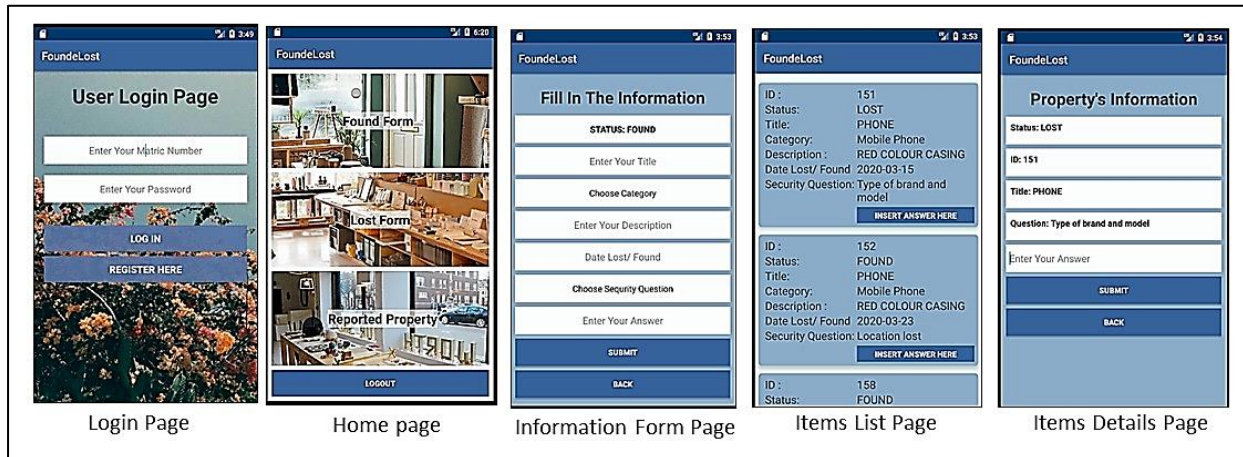 3:49
FoundeLost
User Login Page
Enter Your Matric Number
Enter Your Password
LOG IN
REGISTER HERE
Login Page
6:20
FoundeLost
Found Form
Lost Form
Reported Property
LOGOUT
Home page
3:53
FoundeLost
Fill In The Information
STATUS: FOUND
Enter Your Title
Choose Category
Enter Your Description
Date Lost/ Found
Choose Sequrity Question
Enter Your Answer
SUBMIT
BACK
Information Form Page
3:53
FoundeLost
ID : 151
Status: LOST
Title: PHONE
Category: Mobile Phone
Description : RED COLOUR CASING
Date Lost/ Found 2020-03-15
Security Question: Type of brand and
model
INSERT ANSWER HERE
ID : 152
Status: FOUND
Title: PHONE
Category: Mobile Phone
Description : RED COLOUR CASING
Date Lost/ Found 2020-03-23
Security Question: Location lost
INSERT ANSWER HERE
ID : 158
Status: FOUND
Items List Page
3:54
FoundeLost
Property's Information
Status: LOST
ID: 151
Title: PHONE
Question: Type of brand and model
Enter Your Answer
SUBMIT
BACK
Items Details Page